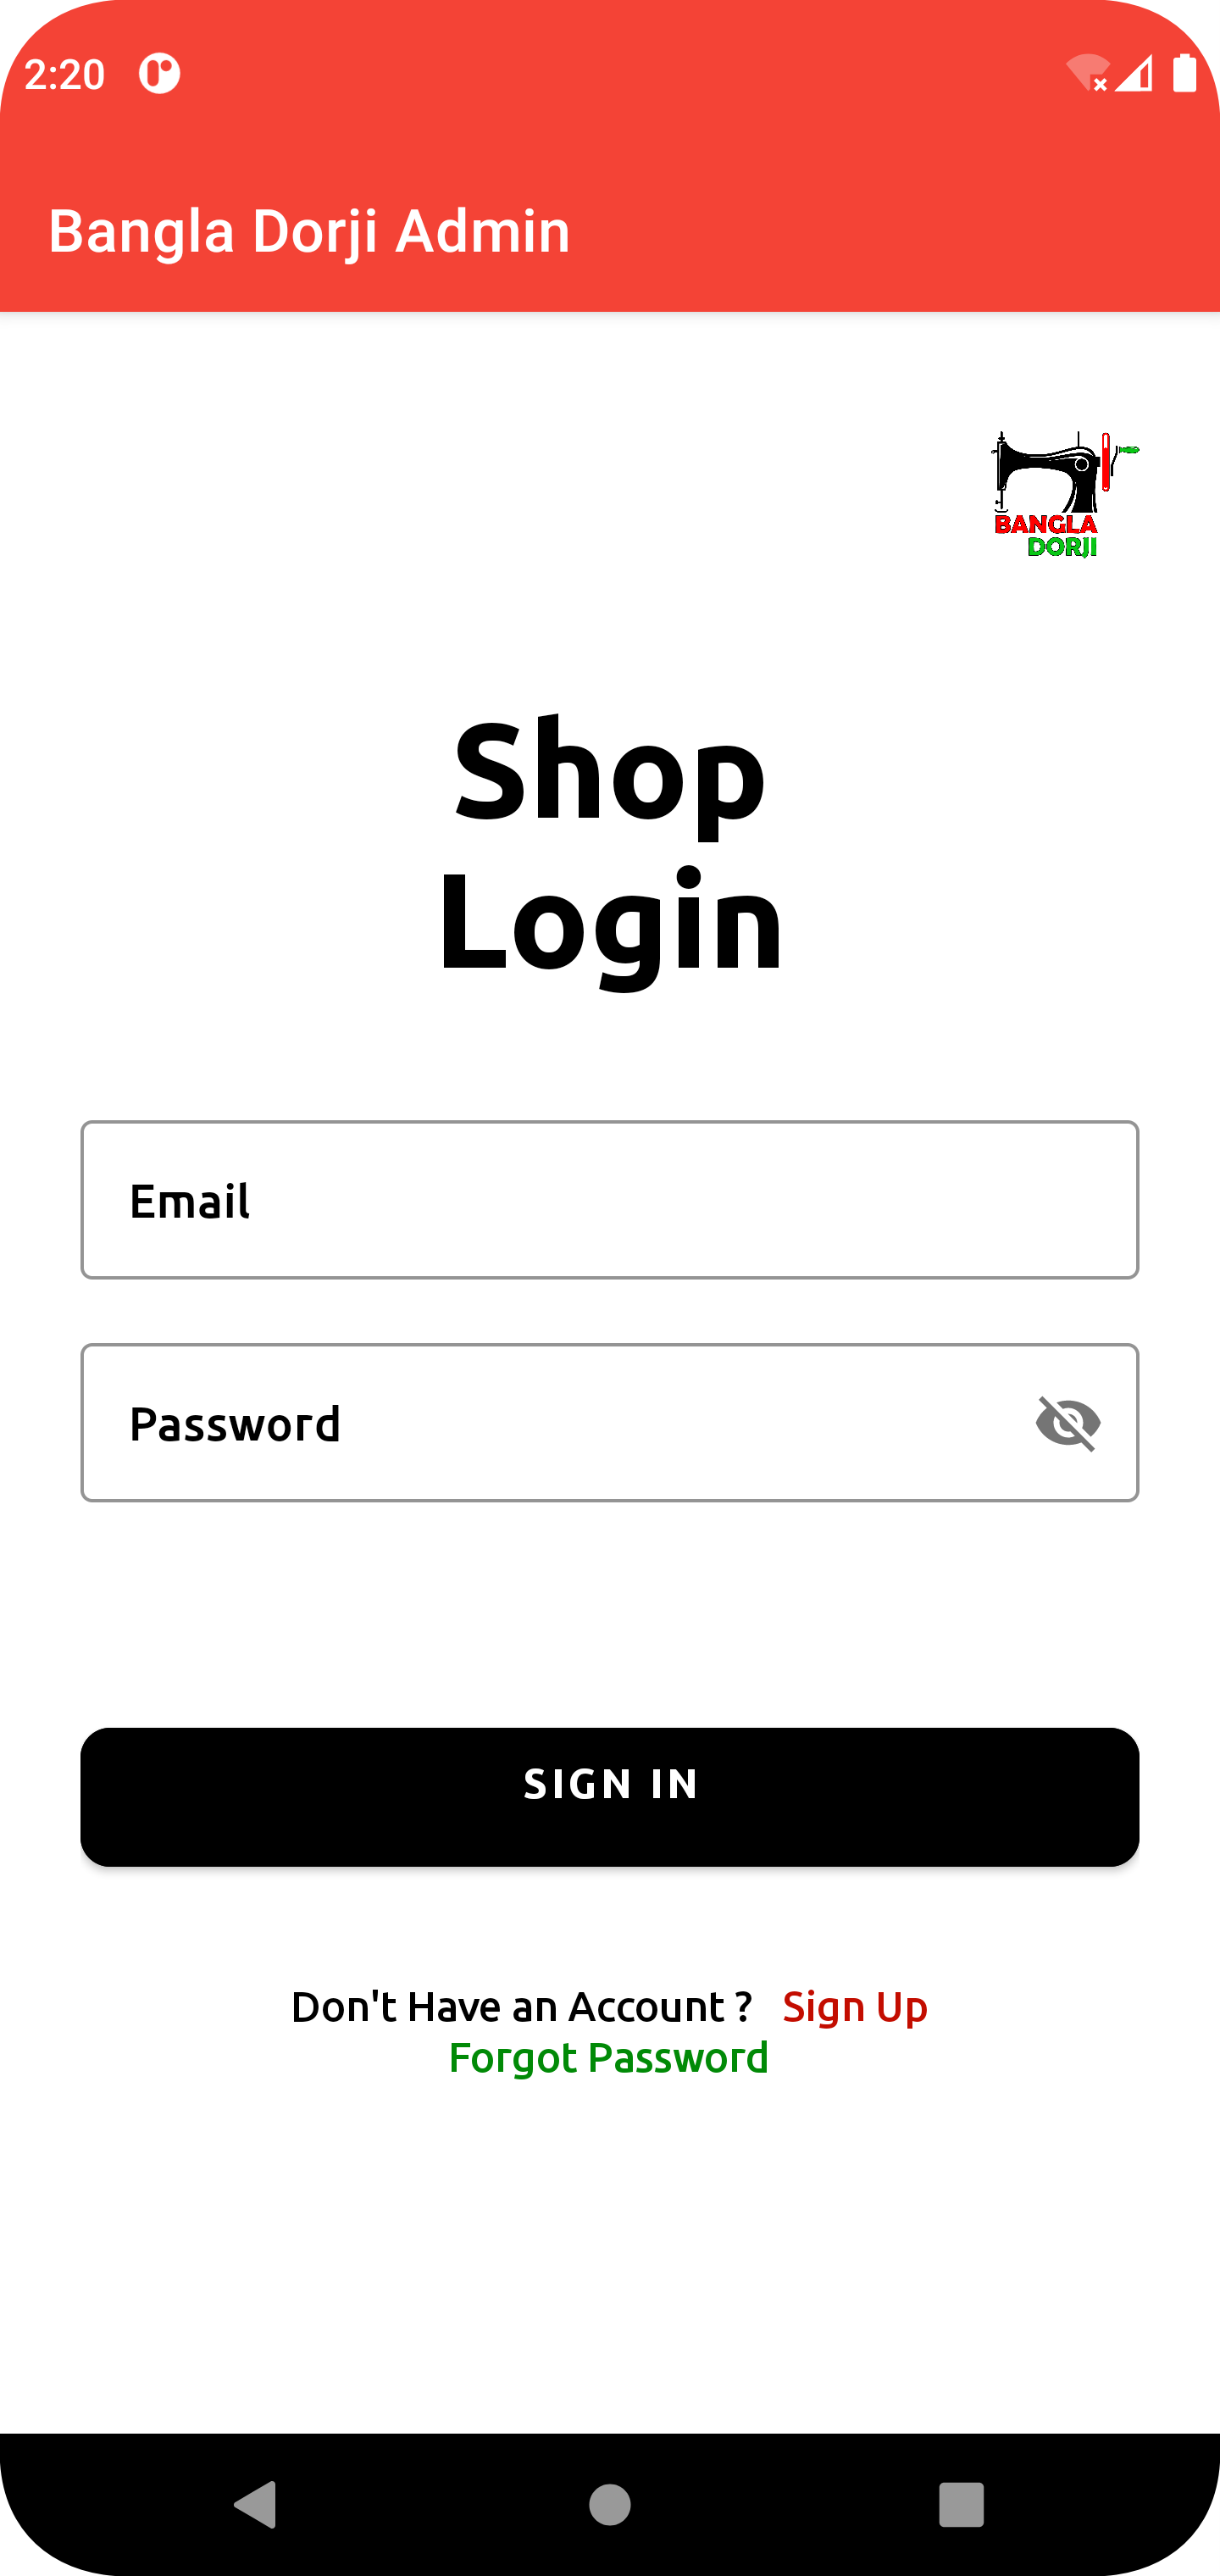 2:20
Bangla Dorji Admin
BANGLA
DORJI
Shop
Login
Email
Password
SIGN IN
Don't Have an Account ? Sign Up
Forgot Password